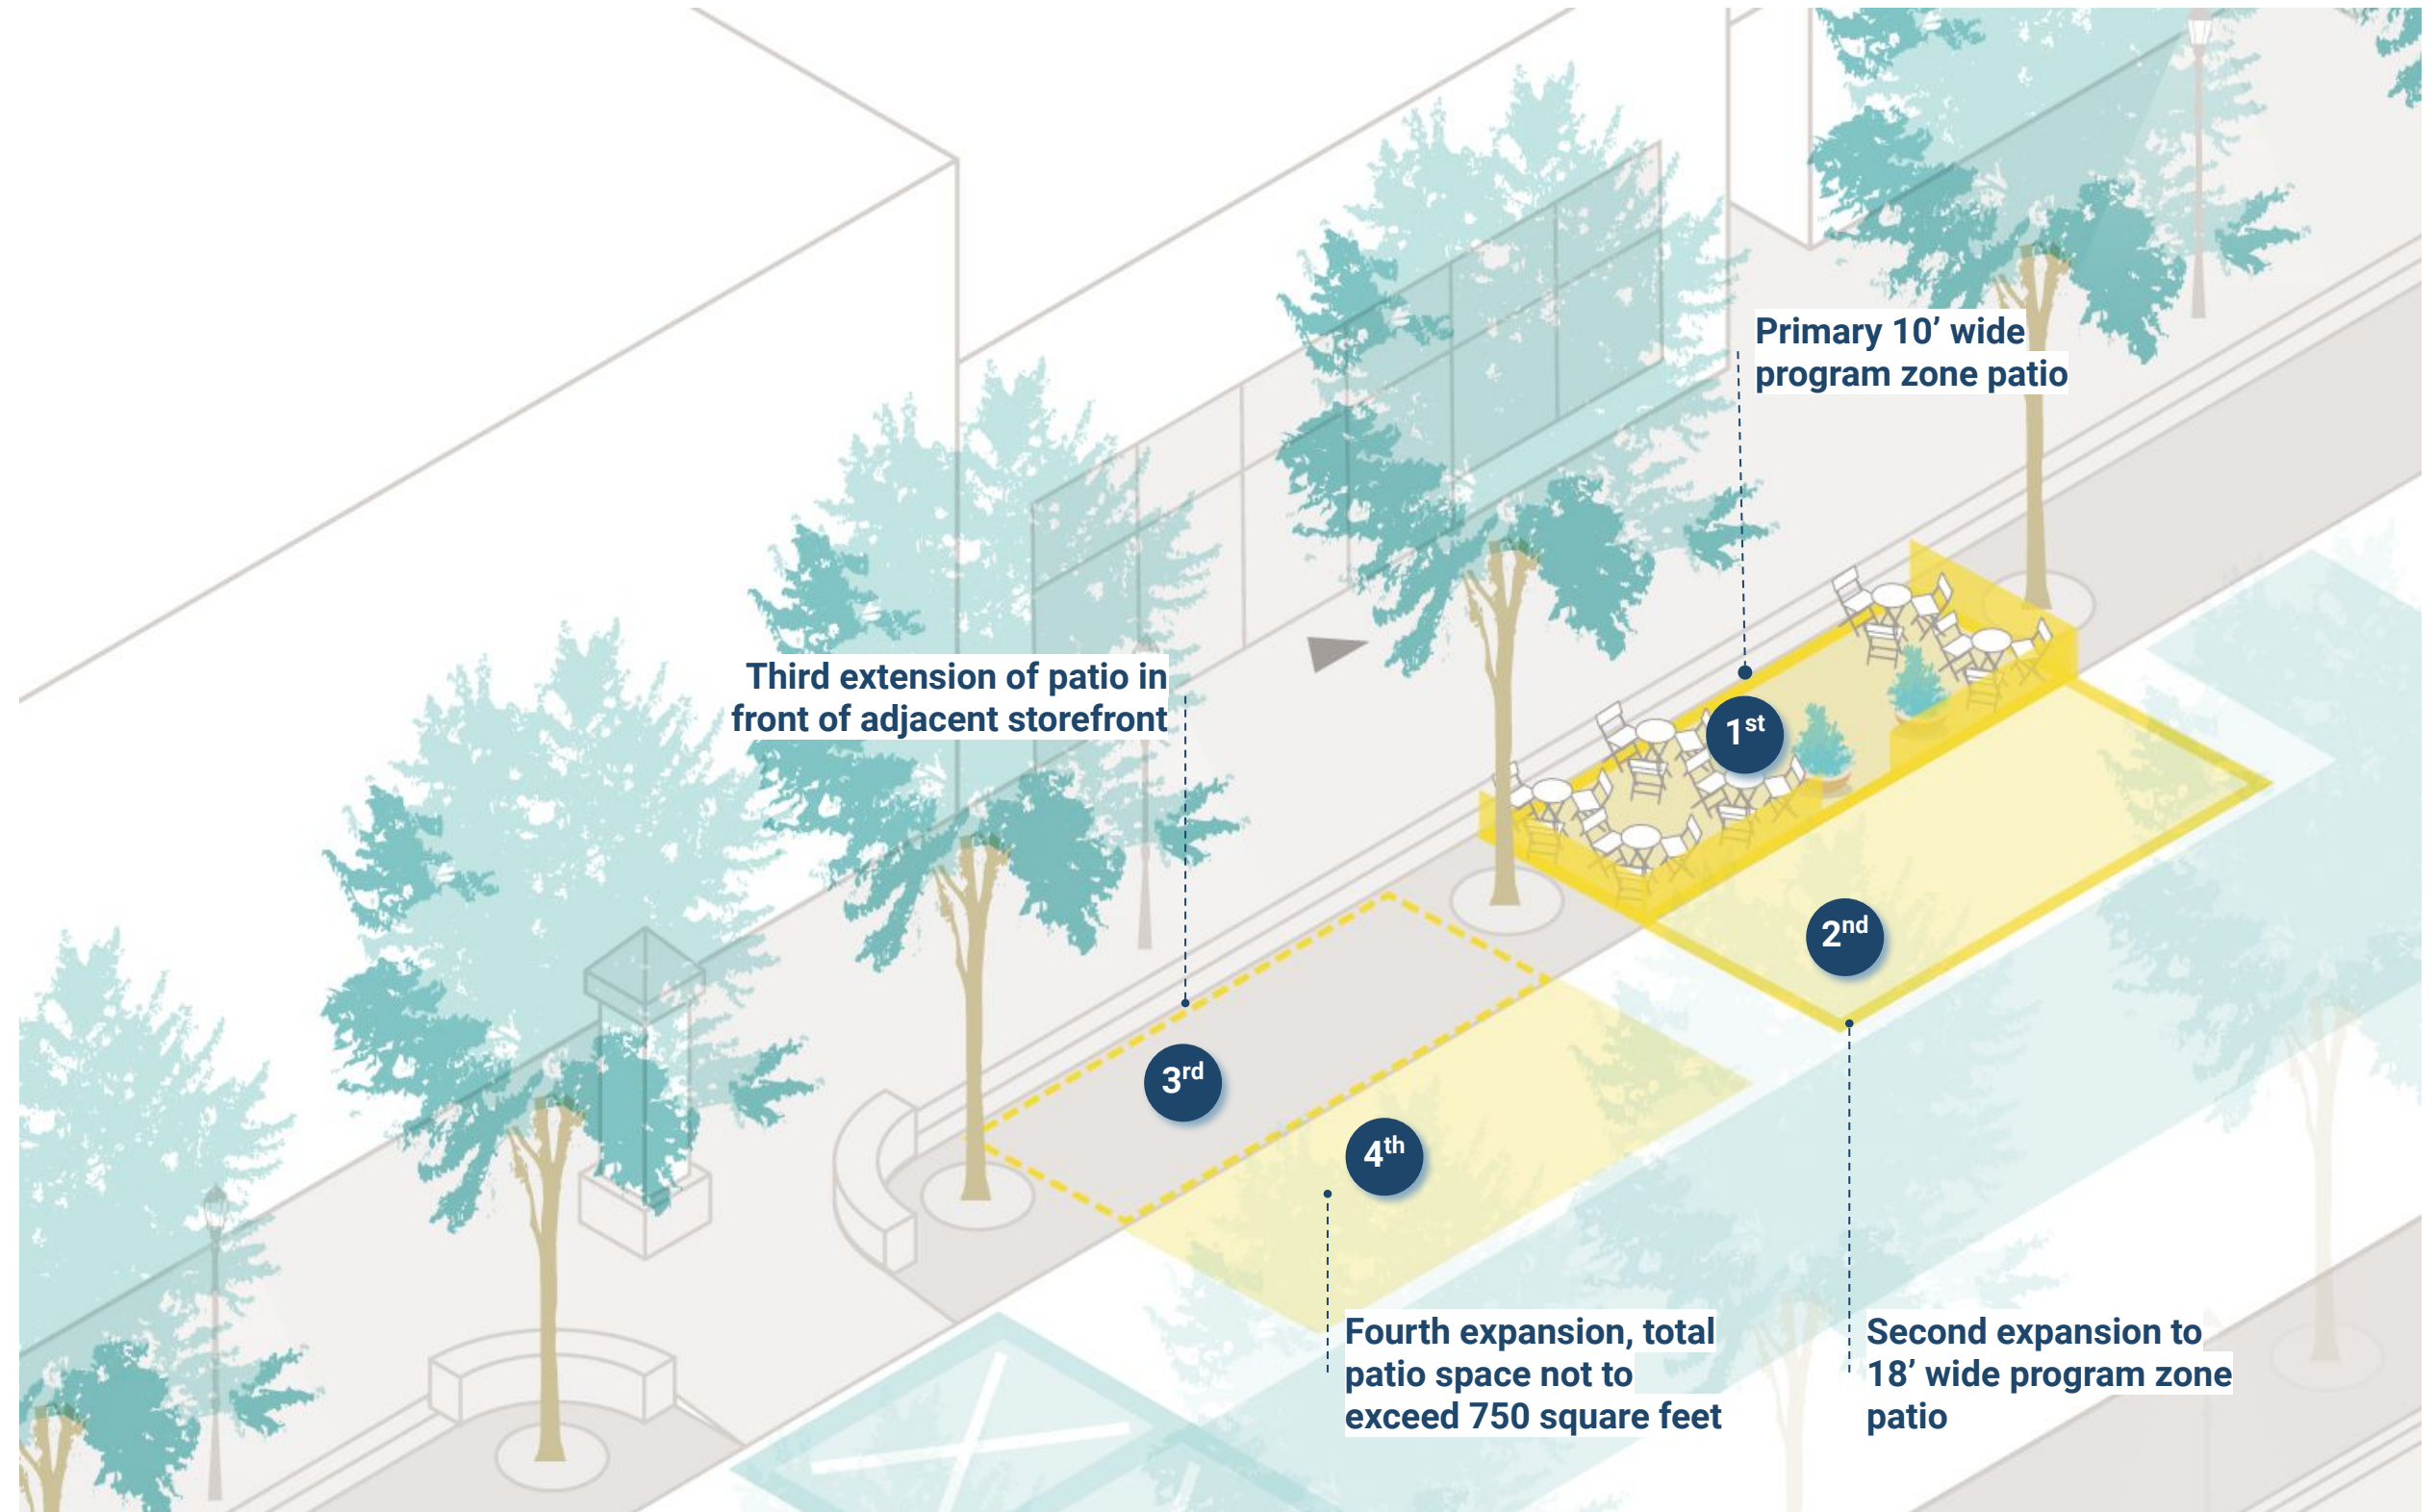 Primary 10’ wide
program zone patio
Third extension of patio in
front of adjacent storefront
1st
2nd
3rd
4th
Fourth expansion, total
patio space not to
exceed 750 square feet
Second expansion to
18’ wide program zone
patio